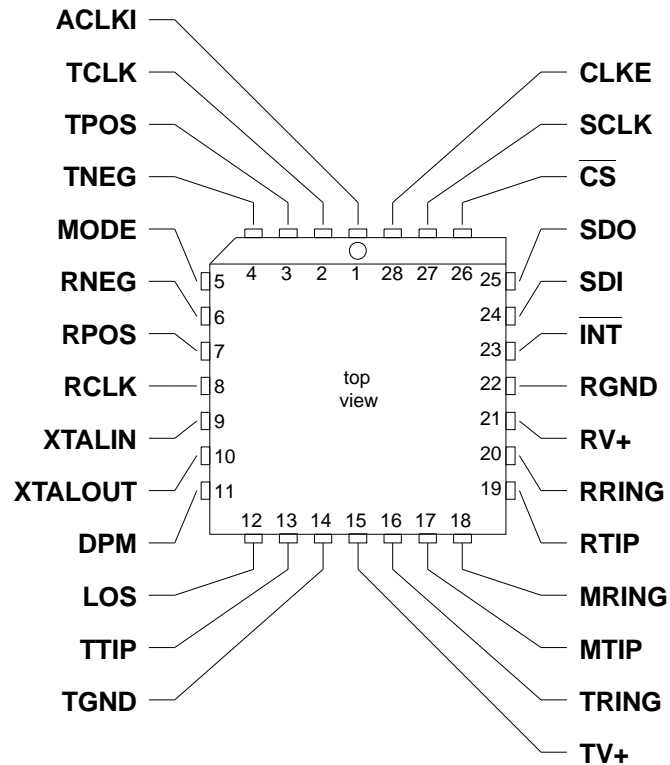 ACLKI
TCLK
TPOS
TNEG
MODE
RNEG
RPOS
RCLK
XTALIN
XTALOUT
DPM
LOS
TTIP
TGND
CLKE
SCLK
CS
SDO
SDI
INT
RGND
RV+
RRING
RTIP
MRING
MTIP
TRING
TV+
4 3 2 1 28 27 26
5
6
7
8
9
10
11
25
24
23
22
21
20
19
top
view
12 13 14 15 16 17 18